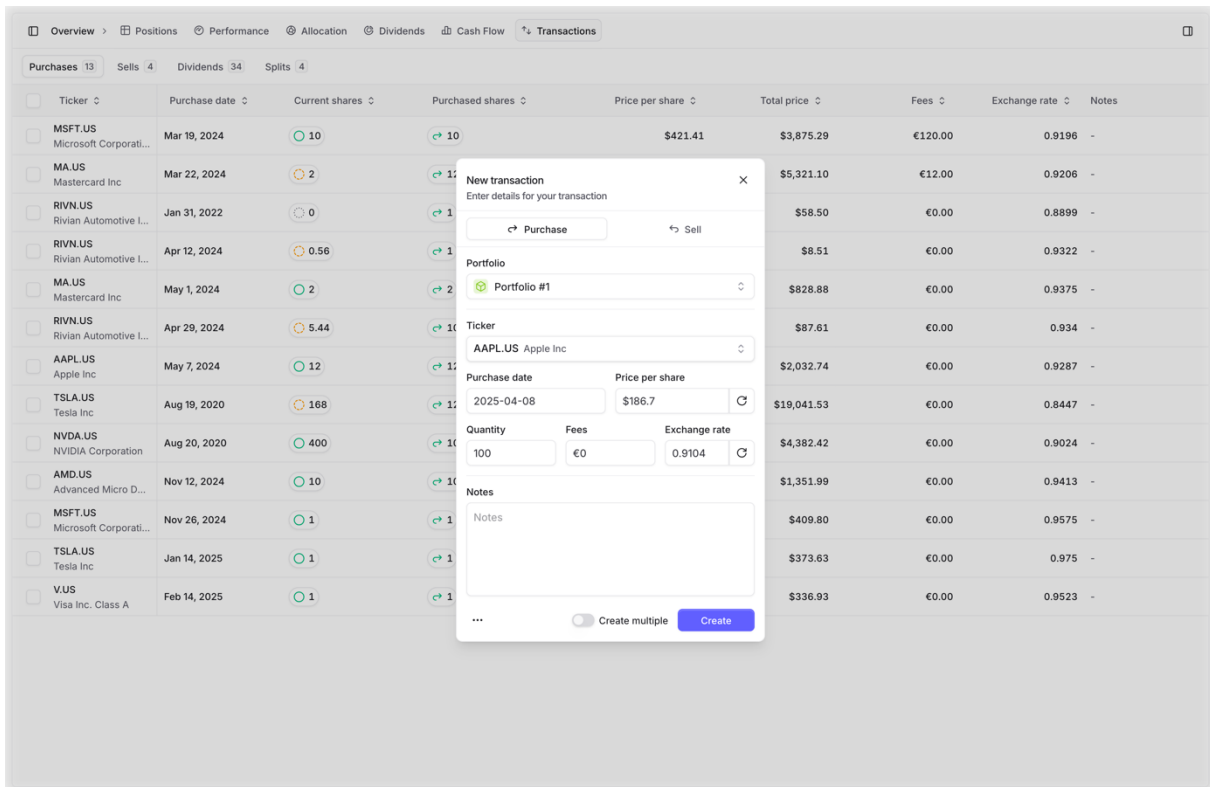 Overview > Positions Performance Allocation Dividends Cash Flow Transactions
Purchases 13 Sells 4 Dividends 34 Splits 4
Ticker Purchase date Current shares Purchased shares Price per share Total price Fees Exchange rate Notes
MSFT.US
Microsoft Corporati... Mar 19, 2024 10 10 $421.41 $3,875.29 €120.00 0.9196 -
MA.US
Mastercard Inc Mar 22, 2024 2 12 $5,321.10 €12.00 0.9206 -
RIVN.US
Rivian Automotive I... Jan 31, 2022 0 1 $58.50 €0.00 0.8899 -
RIVN.US
Rivian Automotive I... Apr 12, 2024 0.56 1 $8.51 €0.00 0.9322 -
MA.US
Mastercard Inc May 1, 2024 2 2 $828.88 €0.00 0.9375 -
RIVN.US
Rivian Automotive I... Apr 29, 2024 5.44 10 $87.61 €0.00 0.934 -
AAPL.US
Apple Inc May 7, 2024 12 12 $2,032.74 €0.00 0.9287 -
TSLA.US
Tesla Inc Aug 19, 2020 168 12 $19,041.53 €0.00 0.8447 -
NVDA.US
NVIDIA Corporation Aug 20, 2020 400 10 $4,382.42 €0.00 0.9024 -
AMD.US
Advanced Micro D... Nov 12, 2024 10 10 $1,351.99 €0.00 0.9413 -
MSFT.US
Microsoft Corporati... Nov 26, 2024 1 1 $409.80 €0.00 0.9575 -
TSLA.US
Tesla Inc Jan 14, 2025 1 1 $373.63 €0.00 0.975 -
V.US
Visa Inc. Class A Feb 14, 2025 1 1 $336.93 €0.00 0.9523 -
New transaction
Enter details for your transaction
Purchase Sell
Portfolio
Portfolio #1
Ticker
AAPL.US Apple Inc
Purchase date Price per share
2025-04-08 $186.7
Quantity Fees Exchange rate
100 €0 0.9104
Notes
Notes
... Create multiple Create